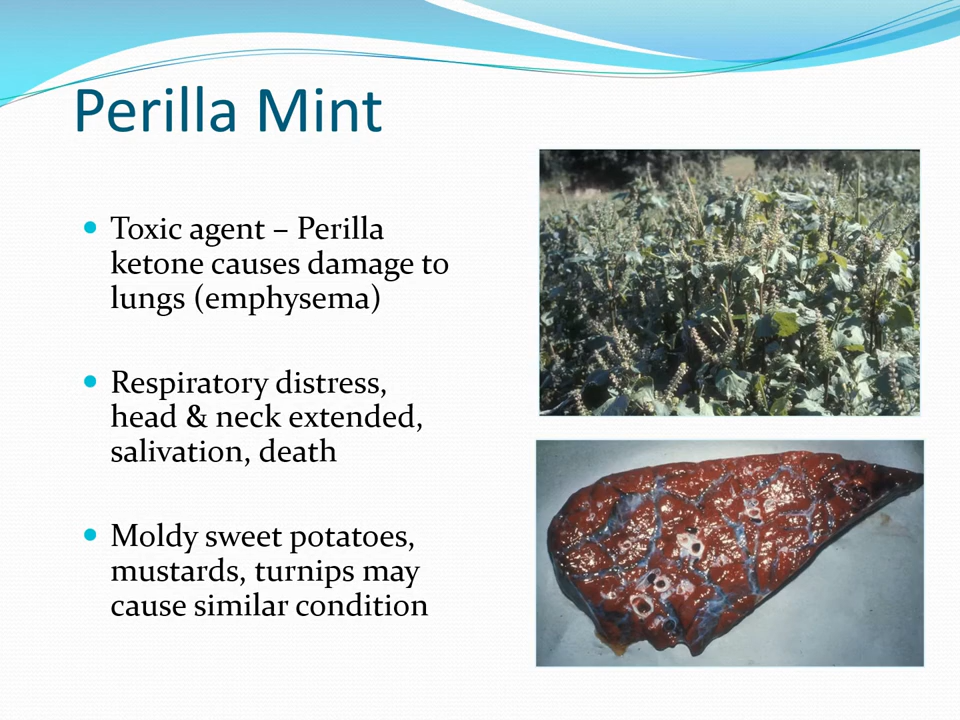 Perilla Mint
• Toxic agent – Perilla
ketone causes damage to
lungs (emphysema)
• Respiratory distress,
head & neck extended,
salivation, death
• Moldy sweet potatoes,
mustards, turnips may
cause similar condition